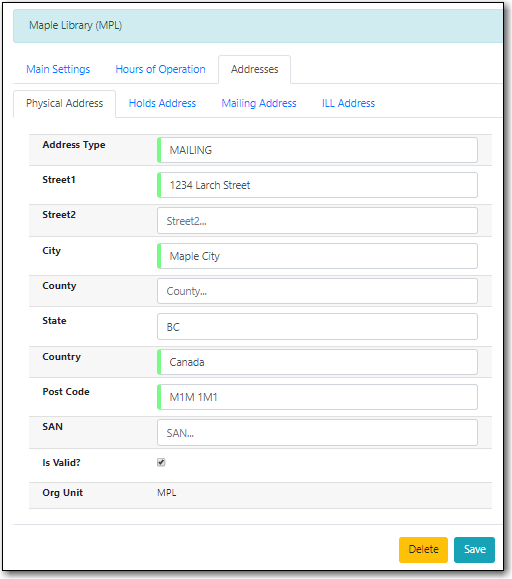 Maple Library (MPL)
Main Settings Hours of Operation Addresses
Physical Address Holds Address Mailing Address ILL Address
Address Type MAILING
Street1 1234 Larch Street
Street2 Street2...
City Maple City
County County...
State BC
Country Canada
Post Code M1M 1M1
SAN SAN...
Is Valid?
Org Unit MPL
Delete Save